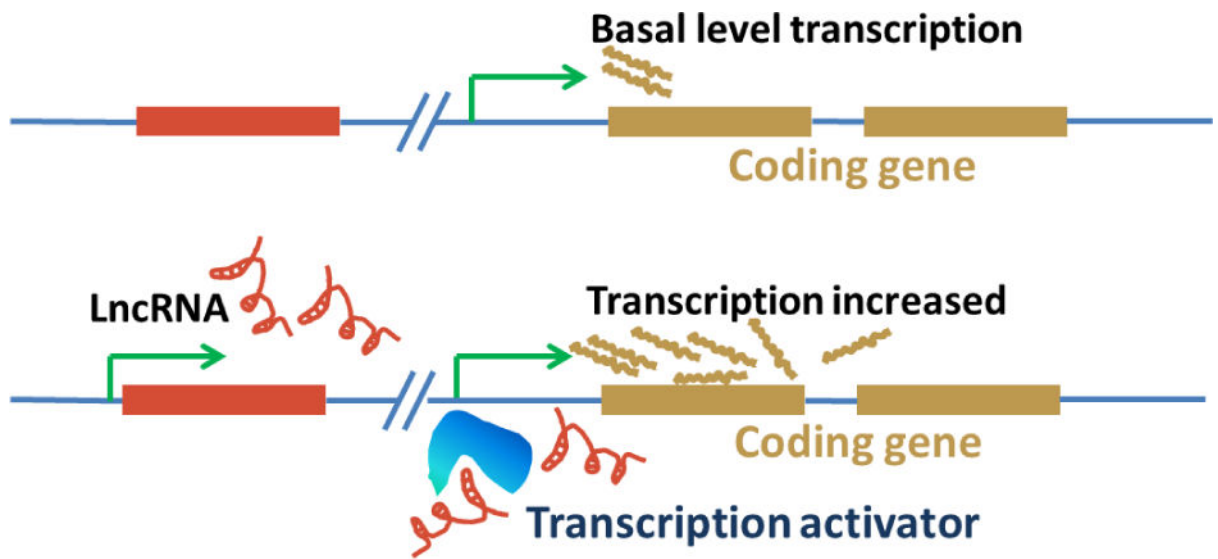 Basal level transcription
Coding gene
LncRNA
Transcription increased
Coding gene
Transcription activator